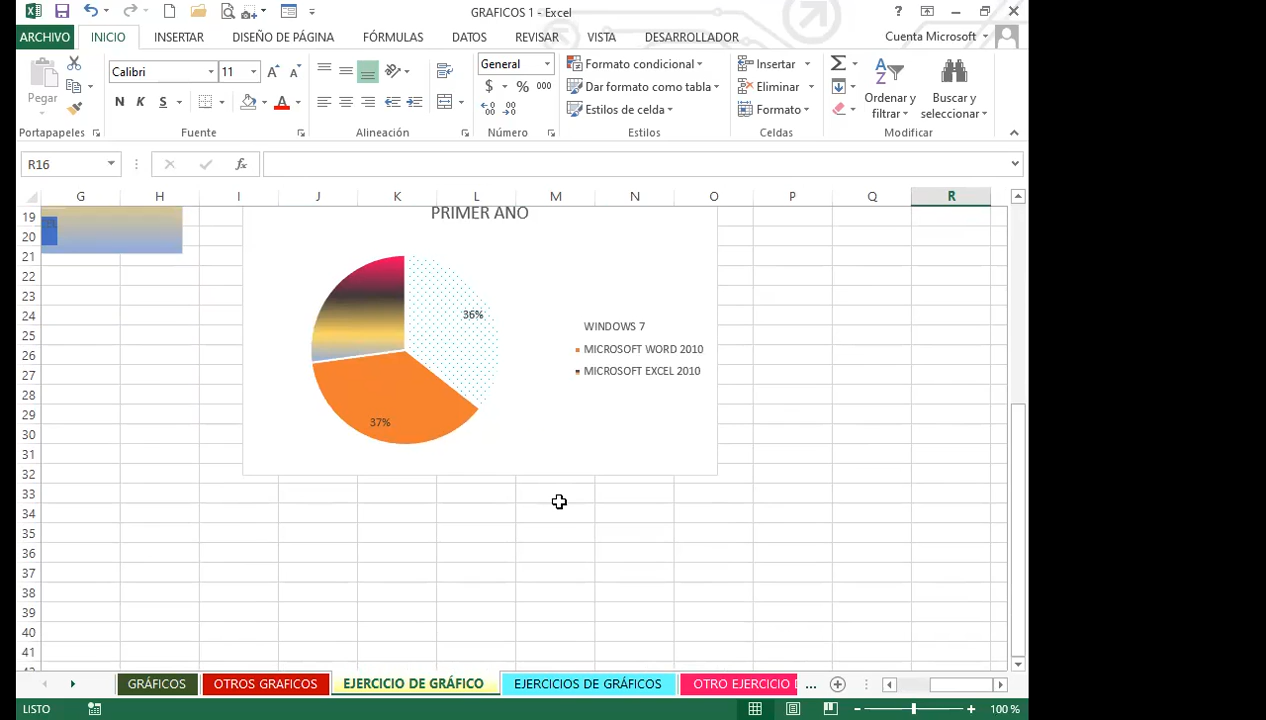 GRAFICOS 1 - Excel
ARCHIVO INICIO INSERTAR DISEÑO DE PÁGINA FÓRMULAS DATOS REVISAR VISTA DESARROLLADOR Cuenta Microsoft
Calibri 11 General Formato condicional Insertar
Pegar N K S $ % 000 Dar formato como tabla Eliminar Ordenar y filtrar Buscar y seleccionar
Estilos de celda Formato
Portapapeles Fuente Alineación Número Estilos Celdas Modificar
R16 fx
G H I J K L M N O P Q R
PRIMER AÑO
19
20
21
22
23
24
25
26
27
28
29
30
31
32
33
34
35
36
37
38
39
40
41
36%
37%
WINDOWS 7
MICROSOFT WORD 2010
MICROSOFT EXCEL 2010
GRÁFICOS OTROS GRAFICOS EJERCICIO DE GRÁFICO EJERCICIOS DE GRÁFICOS OTRO EJERCICIO ...
LISTO 100 %